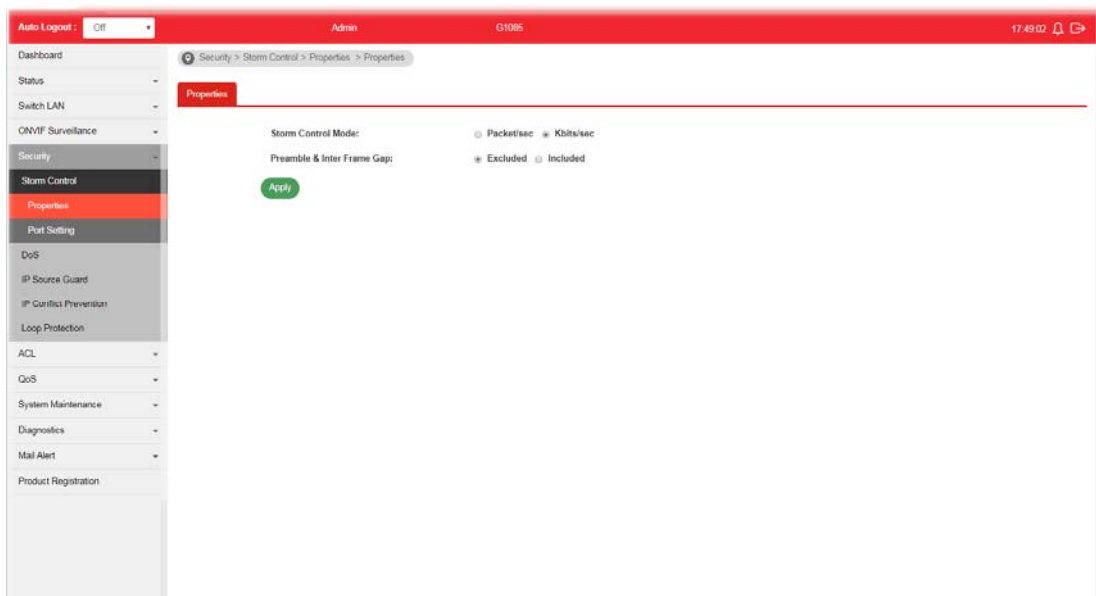 Auto Logout : Off Admin G1085 17:49:02
Dashboard
Security > Storm Control > Properties > Properties
Status
Properties
Switch LAN
ONVIF Surveillance
Storm Control Mode: Packet/sec Kbits/sec
Security
Preamble & Inter Frame Gap: Excluded Included
Storm Control
Apply
Properties
Port Setting
DoS
IP Source Guard
IP Conflict Prevention
Loop Protection
ACL
QoS
System Maintenance
Diagnostics
Mail Alert
Product Registration